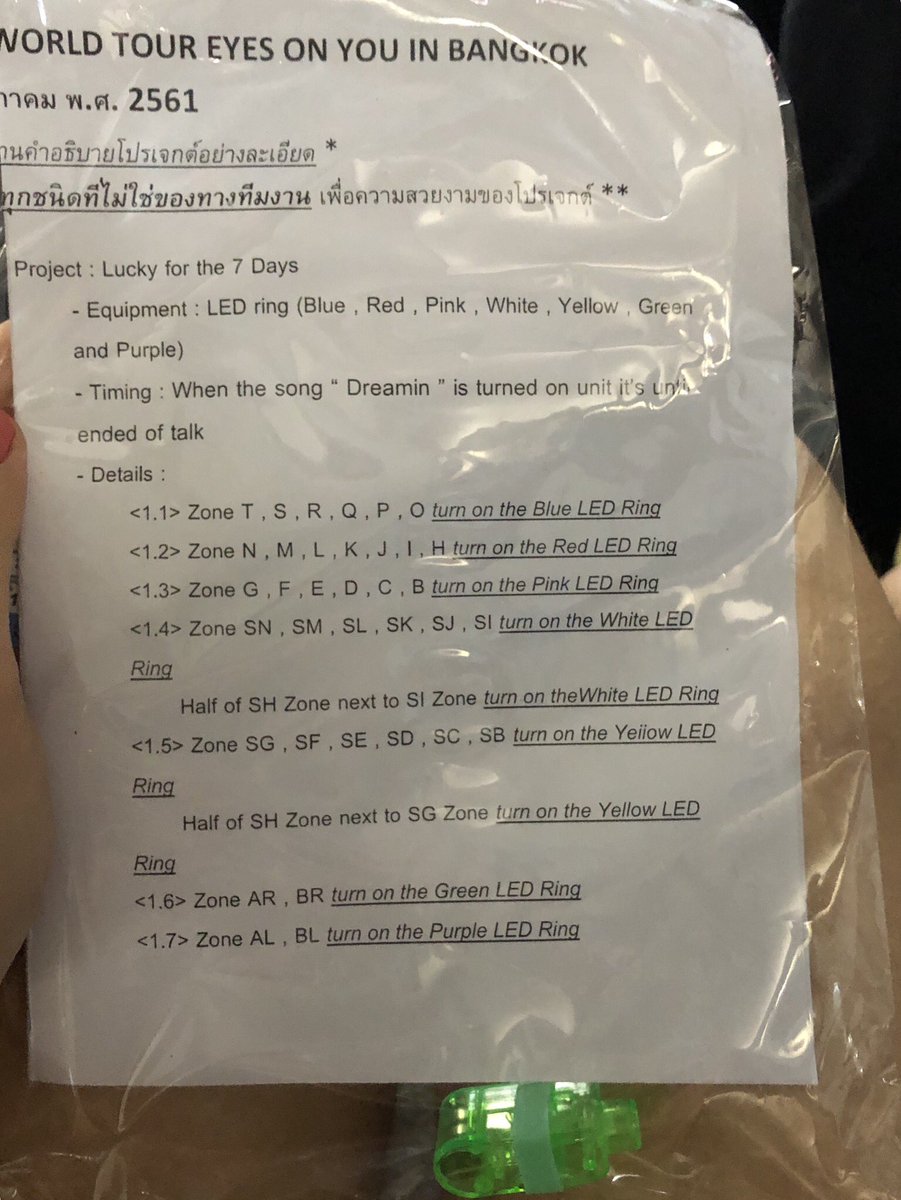 WORLD TOUR EYES ON YOU IN BANGKOK
พ.ศ. 2561
คำอธิบายโปรเจกต์อย่างละเอียด *
ทุกชนิดที่ไม่ใช่ของทางทีมงาน เพื่อความสวยงามของโปรเจกต์ **
Project : Lucky for the 7 Days
- Equipment : LED ring (Blue , Red , Pink , White , Yellow , Green
and Purple)
- Timing : When the song “ Dreamin ” is turned on unit it's until
ended of talk
- Details :
<1.1> Zone T , S , R , Q , P , O turn on the Blue LED Ring
<1.2> Zone N , M , L , K , J , I , H turn on the Red LED Ring
<1.3> Zone G , F , E , D , C , B turn on the Pink LED Ring
<1.4> Zone SN , SM , SL , SK , SJ , SI turn on the White LED
Ring
Half of SH Zone next to SI Zone turn on theWhite LED Ring
<1.5> Zone SG , SF , SE , SD , SC , SB turn on the Yeiiow LED
Ring
Half of SH Zone next to SG Zone turn on the Yellow LED
Ring
<1.6> Zone AR , BR turn on the Green LED Ring
<1.7> Zone AL , BL turn on the Purple LED Ring